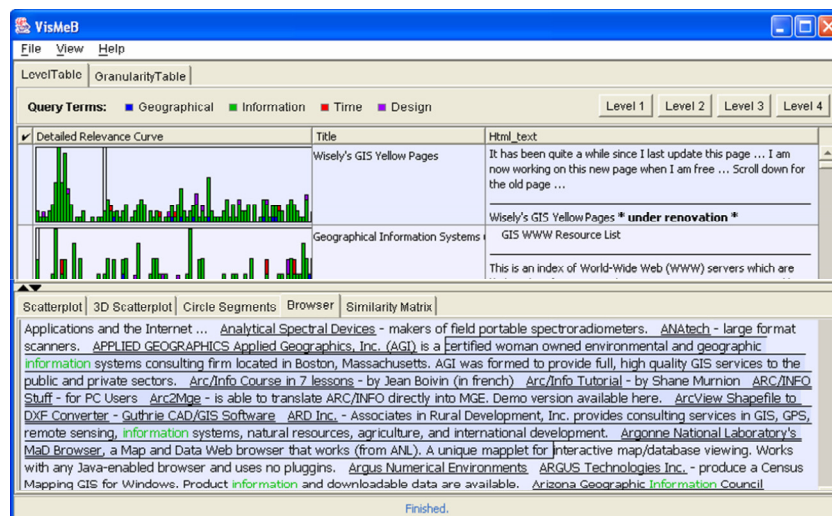 VisMeB
File View Help
LevelTable GranularityTable
Query Terms: Geographical Information Time Design Level 1 Level 2 Level 3 Level 4
Detailed Relevance Curve Title Html_text
Wisely's GIS Yellow Pages It has been quite a while since I last update this page ... I am
now working on this new page when I am free ... Scroll down for
the old page ...
Wisely's GIS Yellow Pages * under renovation *
Geographical Information Systems GIS WWW Resource List
This is an index of World-Wide Web (WWW) servers which are
Scatterplot 3D Scatterplot Circle Segments Browser Similarity Matrix
Applications and the Internet ... Analytical Spectral Devices - makers of field portable spectroradiometers. ANAtech - large format
scanners. APPLIED GEOGRAPHICS Applied Geographics, Inc. (AGI) is a certified woman owned environmental and geographic
information systems consulting firm located in Boston, Massachusetts. AGI was formed to provide full, high quality GIS services to the
public and private sectors. Arc/Info Course in 7 lessons - by Jean Boivin (in french) Arc/Info Tutorial - by Shane Murnion ARC/INFO
Stuff - for PC Users Arc2Mge - is able to translate ARC/INFO directly into MGE. Demo version available here. ArcView Shapefile to
DXF Converter - Guthrie CAD/GIS Software ARD Inc. - Associates in Rural Development, Inc. provides consulting services in GIS, GPS,
remote sensing, information systems, natural resources, agriculture, and international development. Argonne National Laboratory's
MaD Browser, a Map and Data Web browser that works (from ANL). A unique mapplet for interactive map/database viewing. Works
with any Java-enabled browser and uses no pluggins. Argus Numerical Environments ARGUS Technologies Inc. - produce a Census
Mapping GIS for Windows. Product information and downloadable data are available. Arizona Geographic Information Council
Finished.